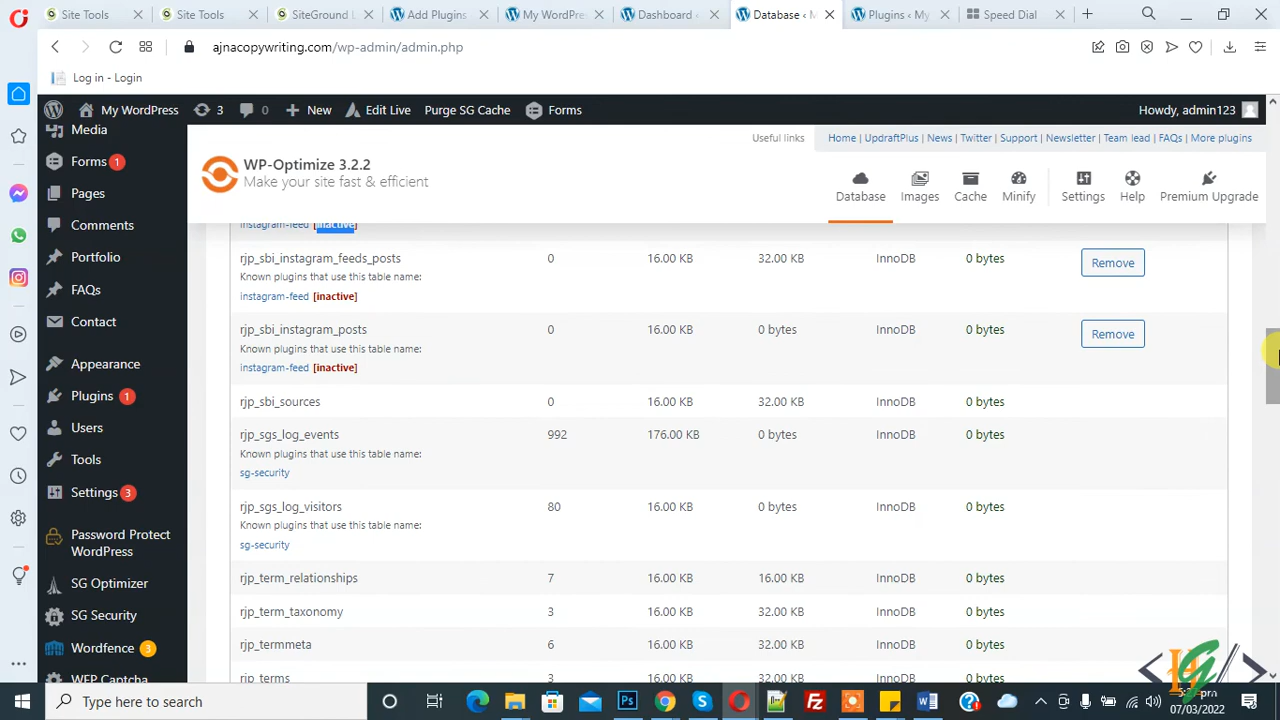 Site Tools
Site Tools
SiteGround L
Add Plugins
My WordPre
Dashboard ‹
Database ‹ M
Plugins ‹ My
Speed Dial
ajnacopywriting.com/wp-admin/admin.php
Log in - Login
My WordPress 3 0 New Edit Live Purge SG Cache Forms Howdy, admin123
Media
Forms 1
Pages
Comments
Portfolio
FAQs
Contact
Appearance
Plugins 1
Users
Tools
Settings 3
Password Protect
WordPress
SG Optimizer
SG Security
Wordfence 3
WFP Captcha
Useful links Home | UpdraftPlus | News | Twitter | Support | Newsletter | Team lead | FAQs | More plugins
WP-Optimize 3.2.2
Make your site fast & efficient
Database Images Cache Minify Settings Help Premium Upgrade
instagram-feed [inactive]
rjp_sbi_instagram_feeds_posts 0 16.00 KB 32.00 KB InnoDB 0 bytes Remove
Known plugins that use this table name:
instagram-feed [inactive]
rjp_sbi_instagram_posts 0 16.00 KB 0 bytes InnoDB 0 bytes Remove
Known plugins that use this table name:
instagram-feed [inactive]
rjp_sbi_sources 0 16.00 KB 32.00 KB InnoDB 0 bytes
rjp_sgs_log_events 992 176.00 KB 0 bytes InnoDB 0 bytes
Known plugins that use this table name:
sg-security
rjp_sgs_log_visitors 80 16.00 KB 0 bytes InnoDB 0 bytes
Known plugins that use this table name:
sg-security
rjp_term_relationships 7 16.00 KB 16.00 KB InnoDB 0 bytes
rjp_term_taxonomy 3 16.00 KB 32.00 KB InnoDB 0 bytes
rjp_termmeta 6 16.00 KB 32.00 KB InnoDB 0 bytes
rjp_terms 3 16.00 KB 32.00 KB InnoDB 0 bytes
Type here to search
07/03/2022